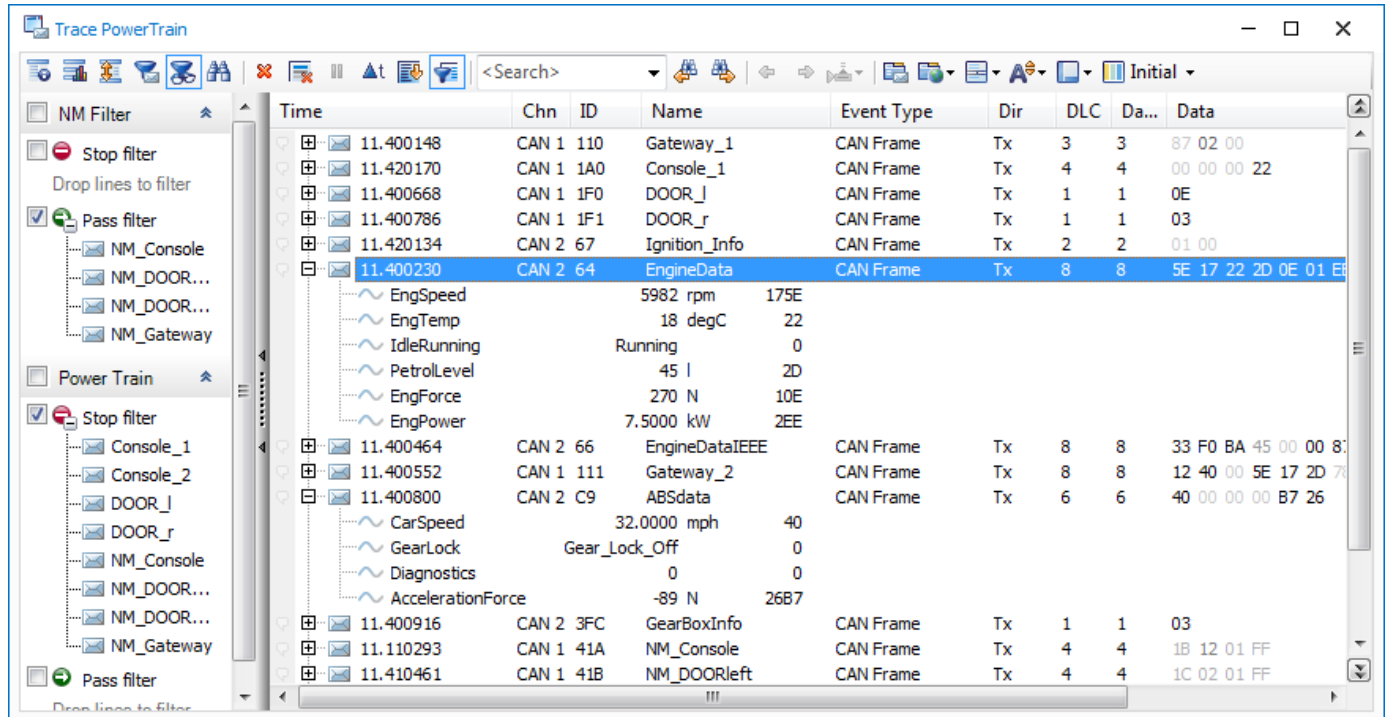 Trace PowerTrain
<Search> Initial
NM Filter
Stop filter
Drop lines to filter
Pass filter
NM_Console
NM_DOOR...
NM_DOOR...
NM_Gateway
Power Train
Stop filter
Console_1
Console_2
DOOR_l
DOOR_r
NM_Console
NM_DOOR...
NM_DOOR...
NM_Gateway
Pass filter
Drop lines to filter
Time Chn ID Name Event Type Dir DLC Da... Data
11.400148 CAN 1 110 Gateway_1 CAN Frame Tx 3 3 87 02 00
11.420170 CAN 1 1A0 Console_1 CAN Frame Tx 4 4 00 00 00 22
11.400668 CAN 1 1F0 DOOR_l CAN Frame Tx 1 1 0E
11.400786 CAN 1 1F1 DOOR_r CAN Frame Tx 1 1 03
11.420134 CAN 2 67 Ignition_Info CAN Frame Tx 2 2 01 00
11.400230 CAN 2 64 EngineData CAN Frame Tx 8 8 5E 17 22 2D 0E 01 EE
EngSpeed 5982 rpm 175E
EngTemp 18 degC 22
IdleRunning Running 0
PetrolLevel 45 l 2D
EngForce 270 N 10E
EngPower 7.5000 kW 2EE
11.400464 CAN 2 66 EngineDataIEEE CAN Frame Tx 8 8 33 F0 BA 45 00 00 8
11.400552 CAN 1 111 Gateway_2 CAN Frame Tx 8 8 12 40 00 5E 17 2D 78
11.400800 CAN 2 C9 ABSdata CAN Frame Tx 6 6 40 00 00 00 B7 26
CarSpeed 32.0000 mph 40
GearLock Gear_Lock_Off 0
Diagnostics 0 0
AccelerationForce -89 N 26B7
11.400916 CAN 2 3FC GearBoxInfo CAN Frame Tx 1 1 03
11.110293 CAN 1 41A NM_Console CAN Frame Tx 4 4 1B 12 01 FF
11.410461 CAN 1 41B NM_DOORleft CAN Frame Tx 4 4 1C 02 01 FF